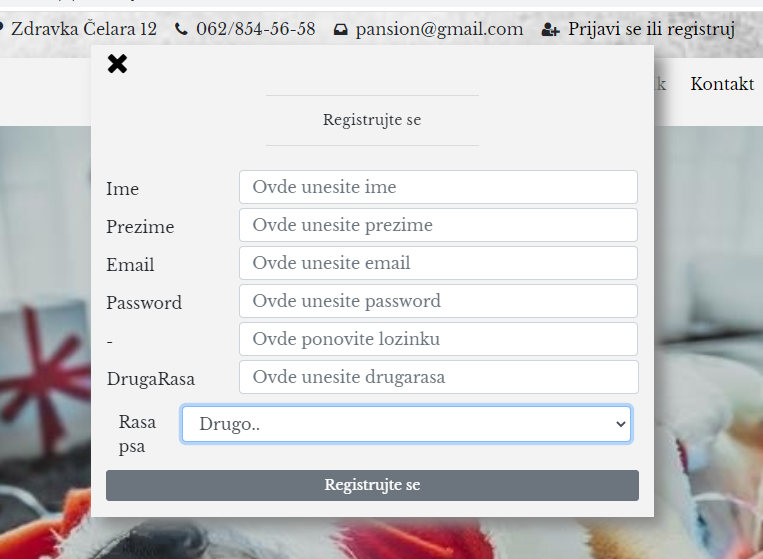 Zdravka Čelara 12 062/854-56-58 pansion@gmail.com Prijavi se ili registruj
k Kontakt
Registrujte se
Ime Ovde unesite ime
Prezime Ovde unesite prezime
Email Ovde unesite email
Password Ovde unesite password
- Ovde ponovite lozinku
DrugaRasa Ovde unesite drugarasa
Rasa psa Drugo..
Registrujte se